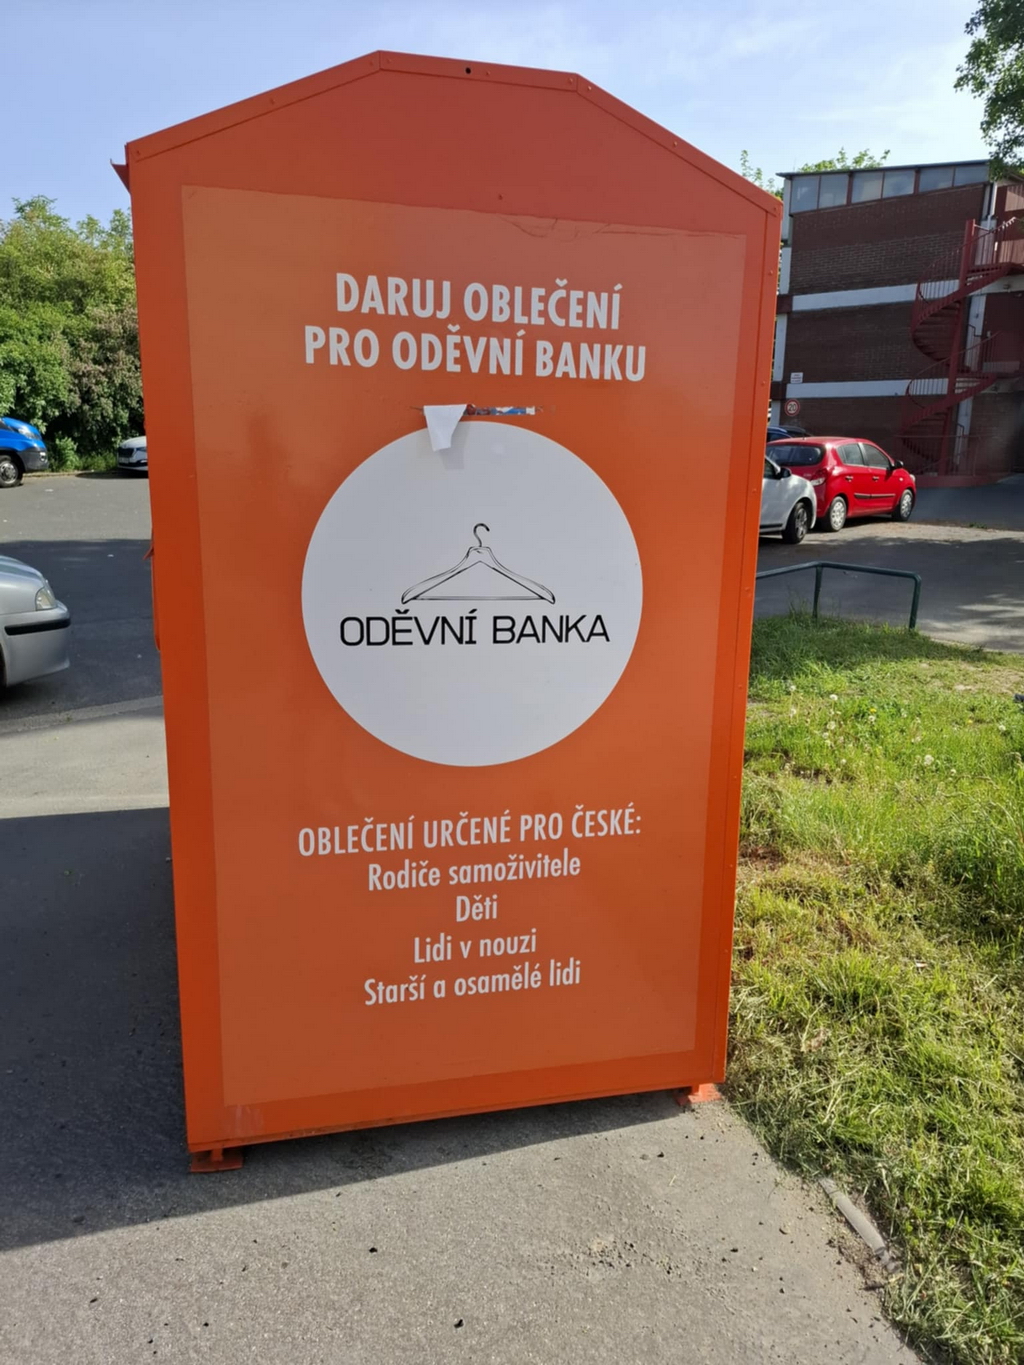 DARUJ OBLEČENÍ
PRO ODĚVNÍ BANKU
ODĚVNÍ BANKA
OBLEČENÍ URČENÉ PRO ČESKÉ:
Rodiče samoživitele
Děti
Lidi v nouzi
Starší a osamělé lidi